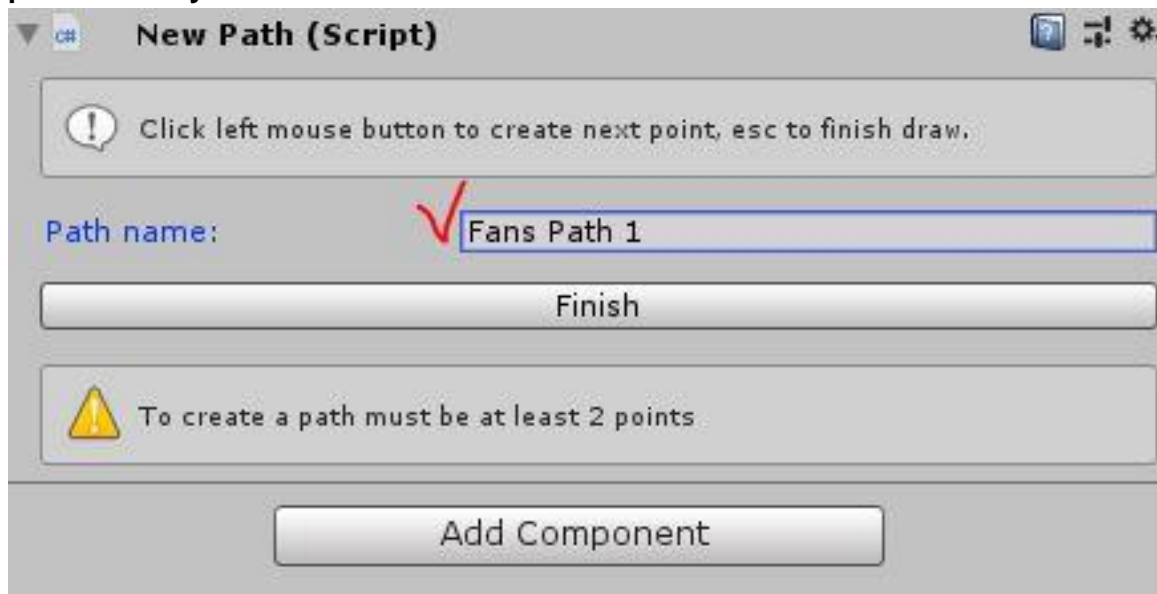 New Path (Script)
Click left mouse button to create next point, esc to finish draw.
Path name: Fans Path 1
Finish
To create a path must be at least 2 points
Add Component